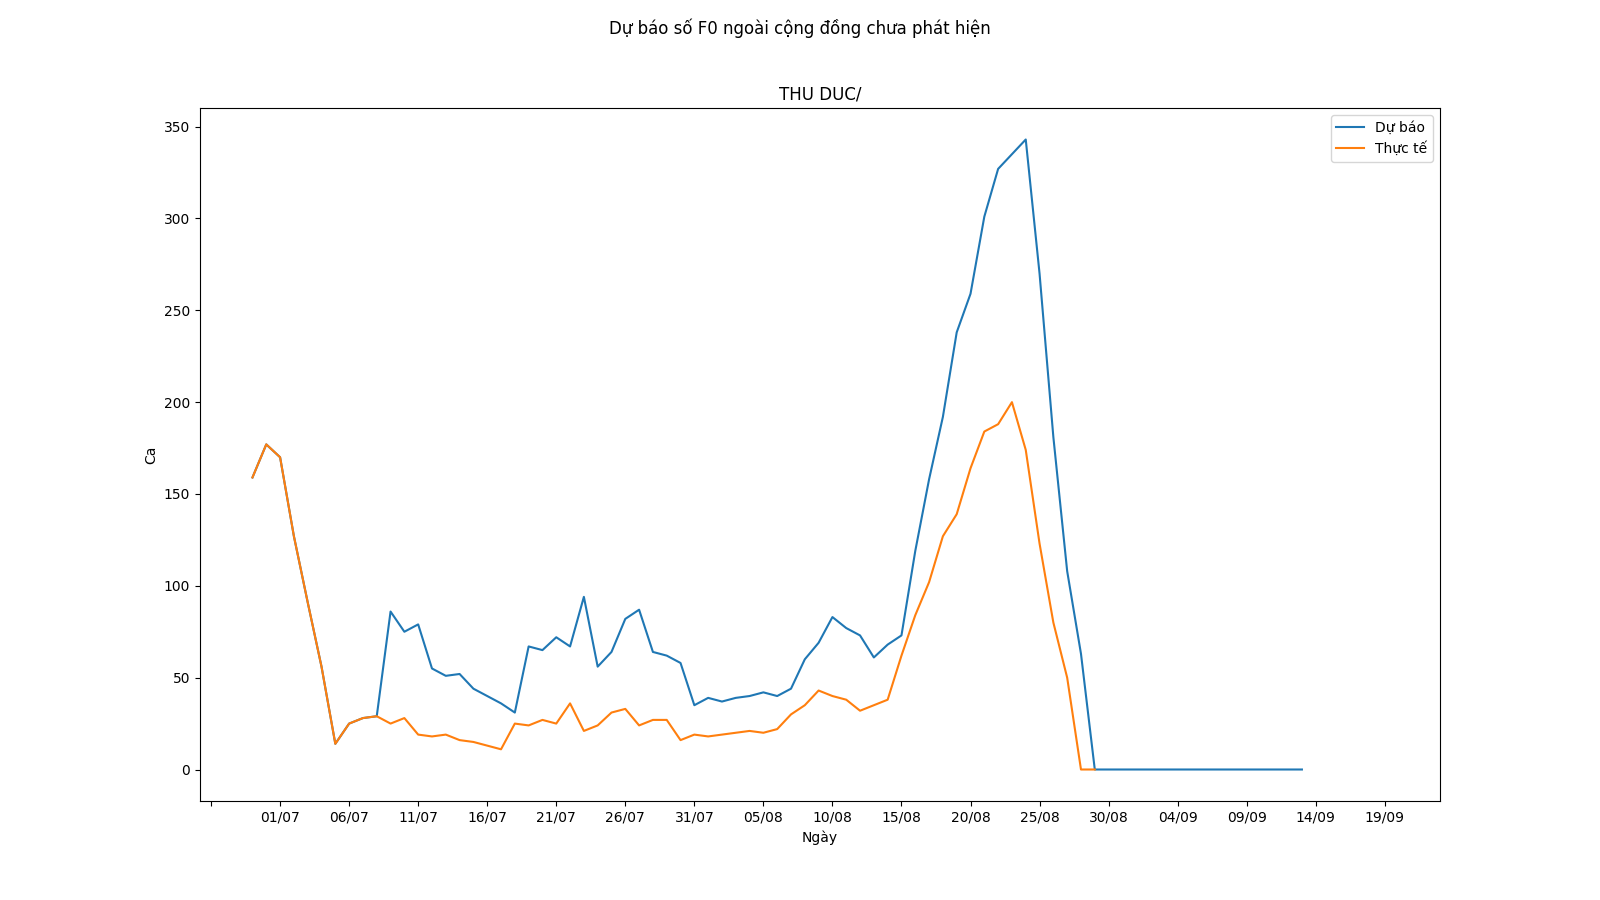 Dự báo số F0 ngoài cộng đồng chưa phát hiện
THU DUC/
Dự báo
Thực tế
Ca
350
300
250
200
150
100
50
0
01/07 06/07 11/07 16/07 21/07 26/07 31/07 05/08 10/08 15/08 20/08 25/08 30/08 04/09 09/09 14/09 19/09
Ngày